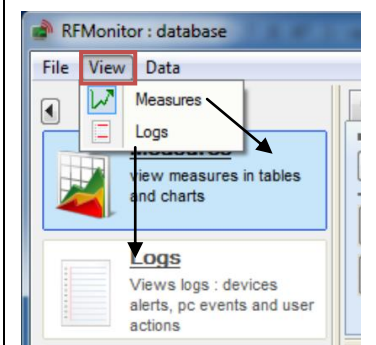 RFMonitor : database
File View Data
Measures
Logs
Measures
view measures in tables
and charts
Logs
Views logs : devices
alerts, pc events and user
actions